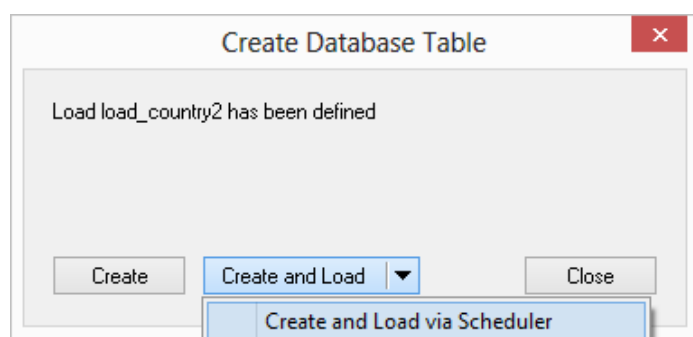 Create Database Table
Load load_country2 has been defined
Create Create and Load Close
Create and Load via Scheduler